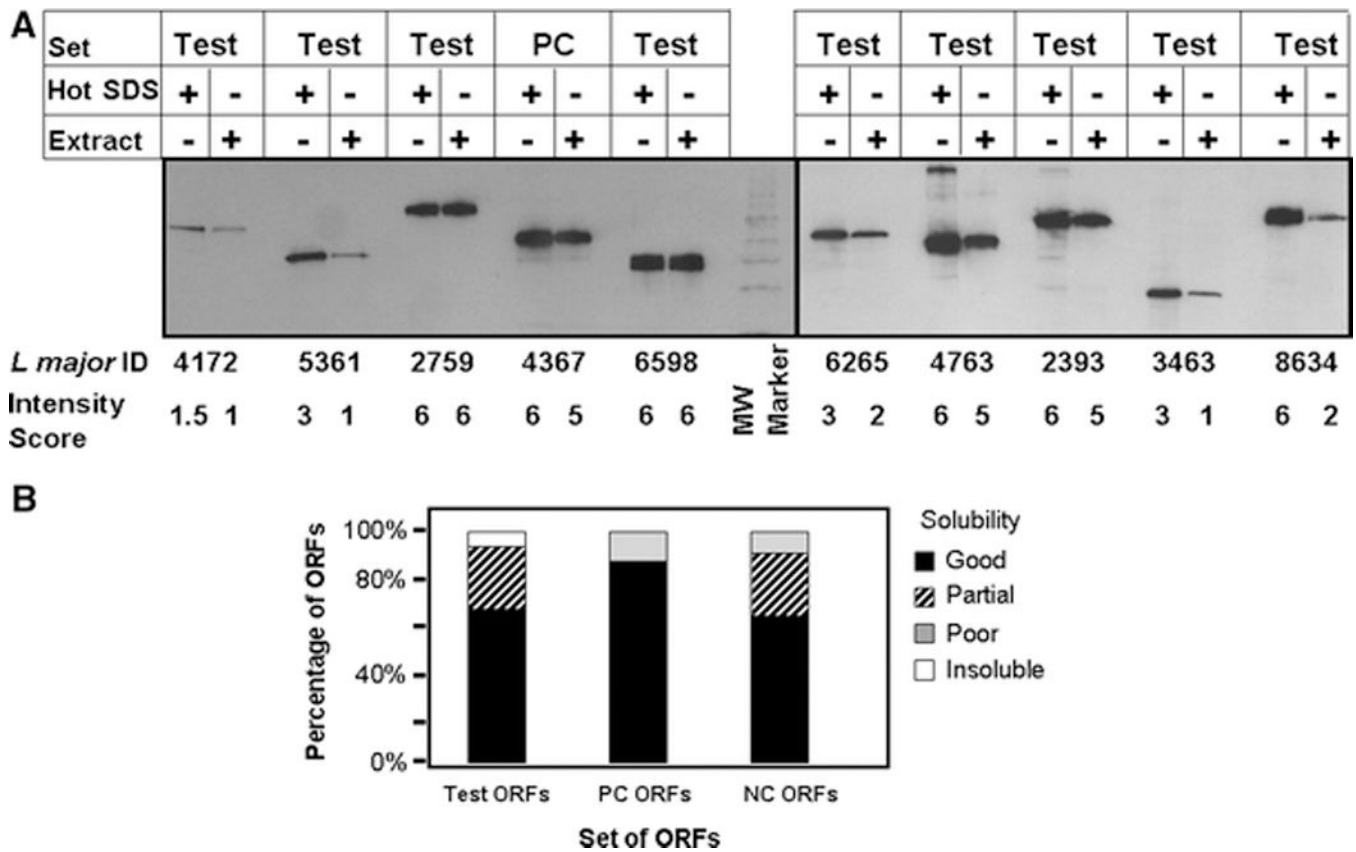 A
Set Test Test Test PC Test Test Test Test Test Test
Hot SDS + - + - + - + - + - + - + - + - + - + -
Extract - + - + - + - + - + - + - + - + - + - +
L major ID 4172 5361 2759 4367 6598 MW Marker 6265 4763 2393 3463 8634
Intensity
Score 1.5 1 3 1 6 6 6 5 6 6 3 2 6 5 6 5 3 1 6 2
B
Percentage of ORFs
100%
80%
40%
0%
Test ORFs PC ORFs NC ORFs
Set of ORFs
Solubility
Good
Partial
Poor
Insoluble